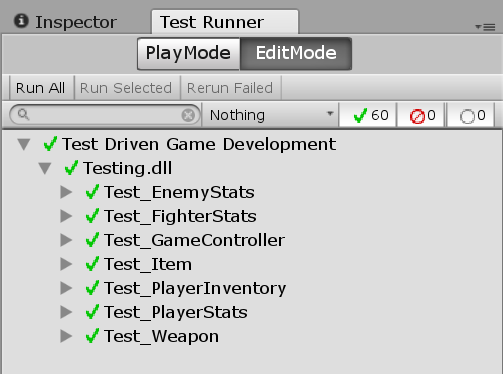 Inspector Test Runner
PlayMode EditMode
Run All Run Selected Rerun Failed
Nothing 60 0 0
Test Driven Game Development
Testing.dll
Test_EnemyStats
Test_FighterStats
Test_GameController
Test_Item
Test_PlayerInventory
Test_PlayerStats
Test_Weapon